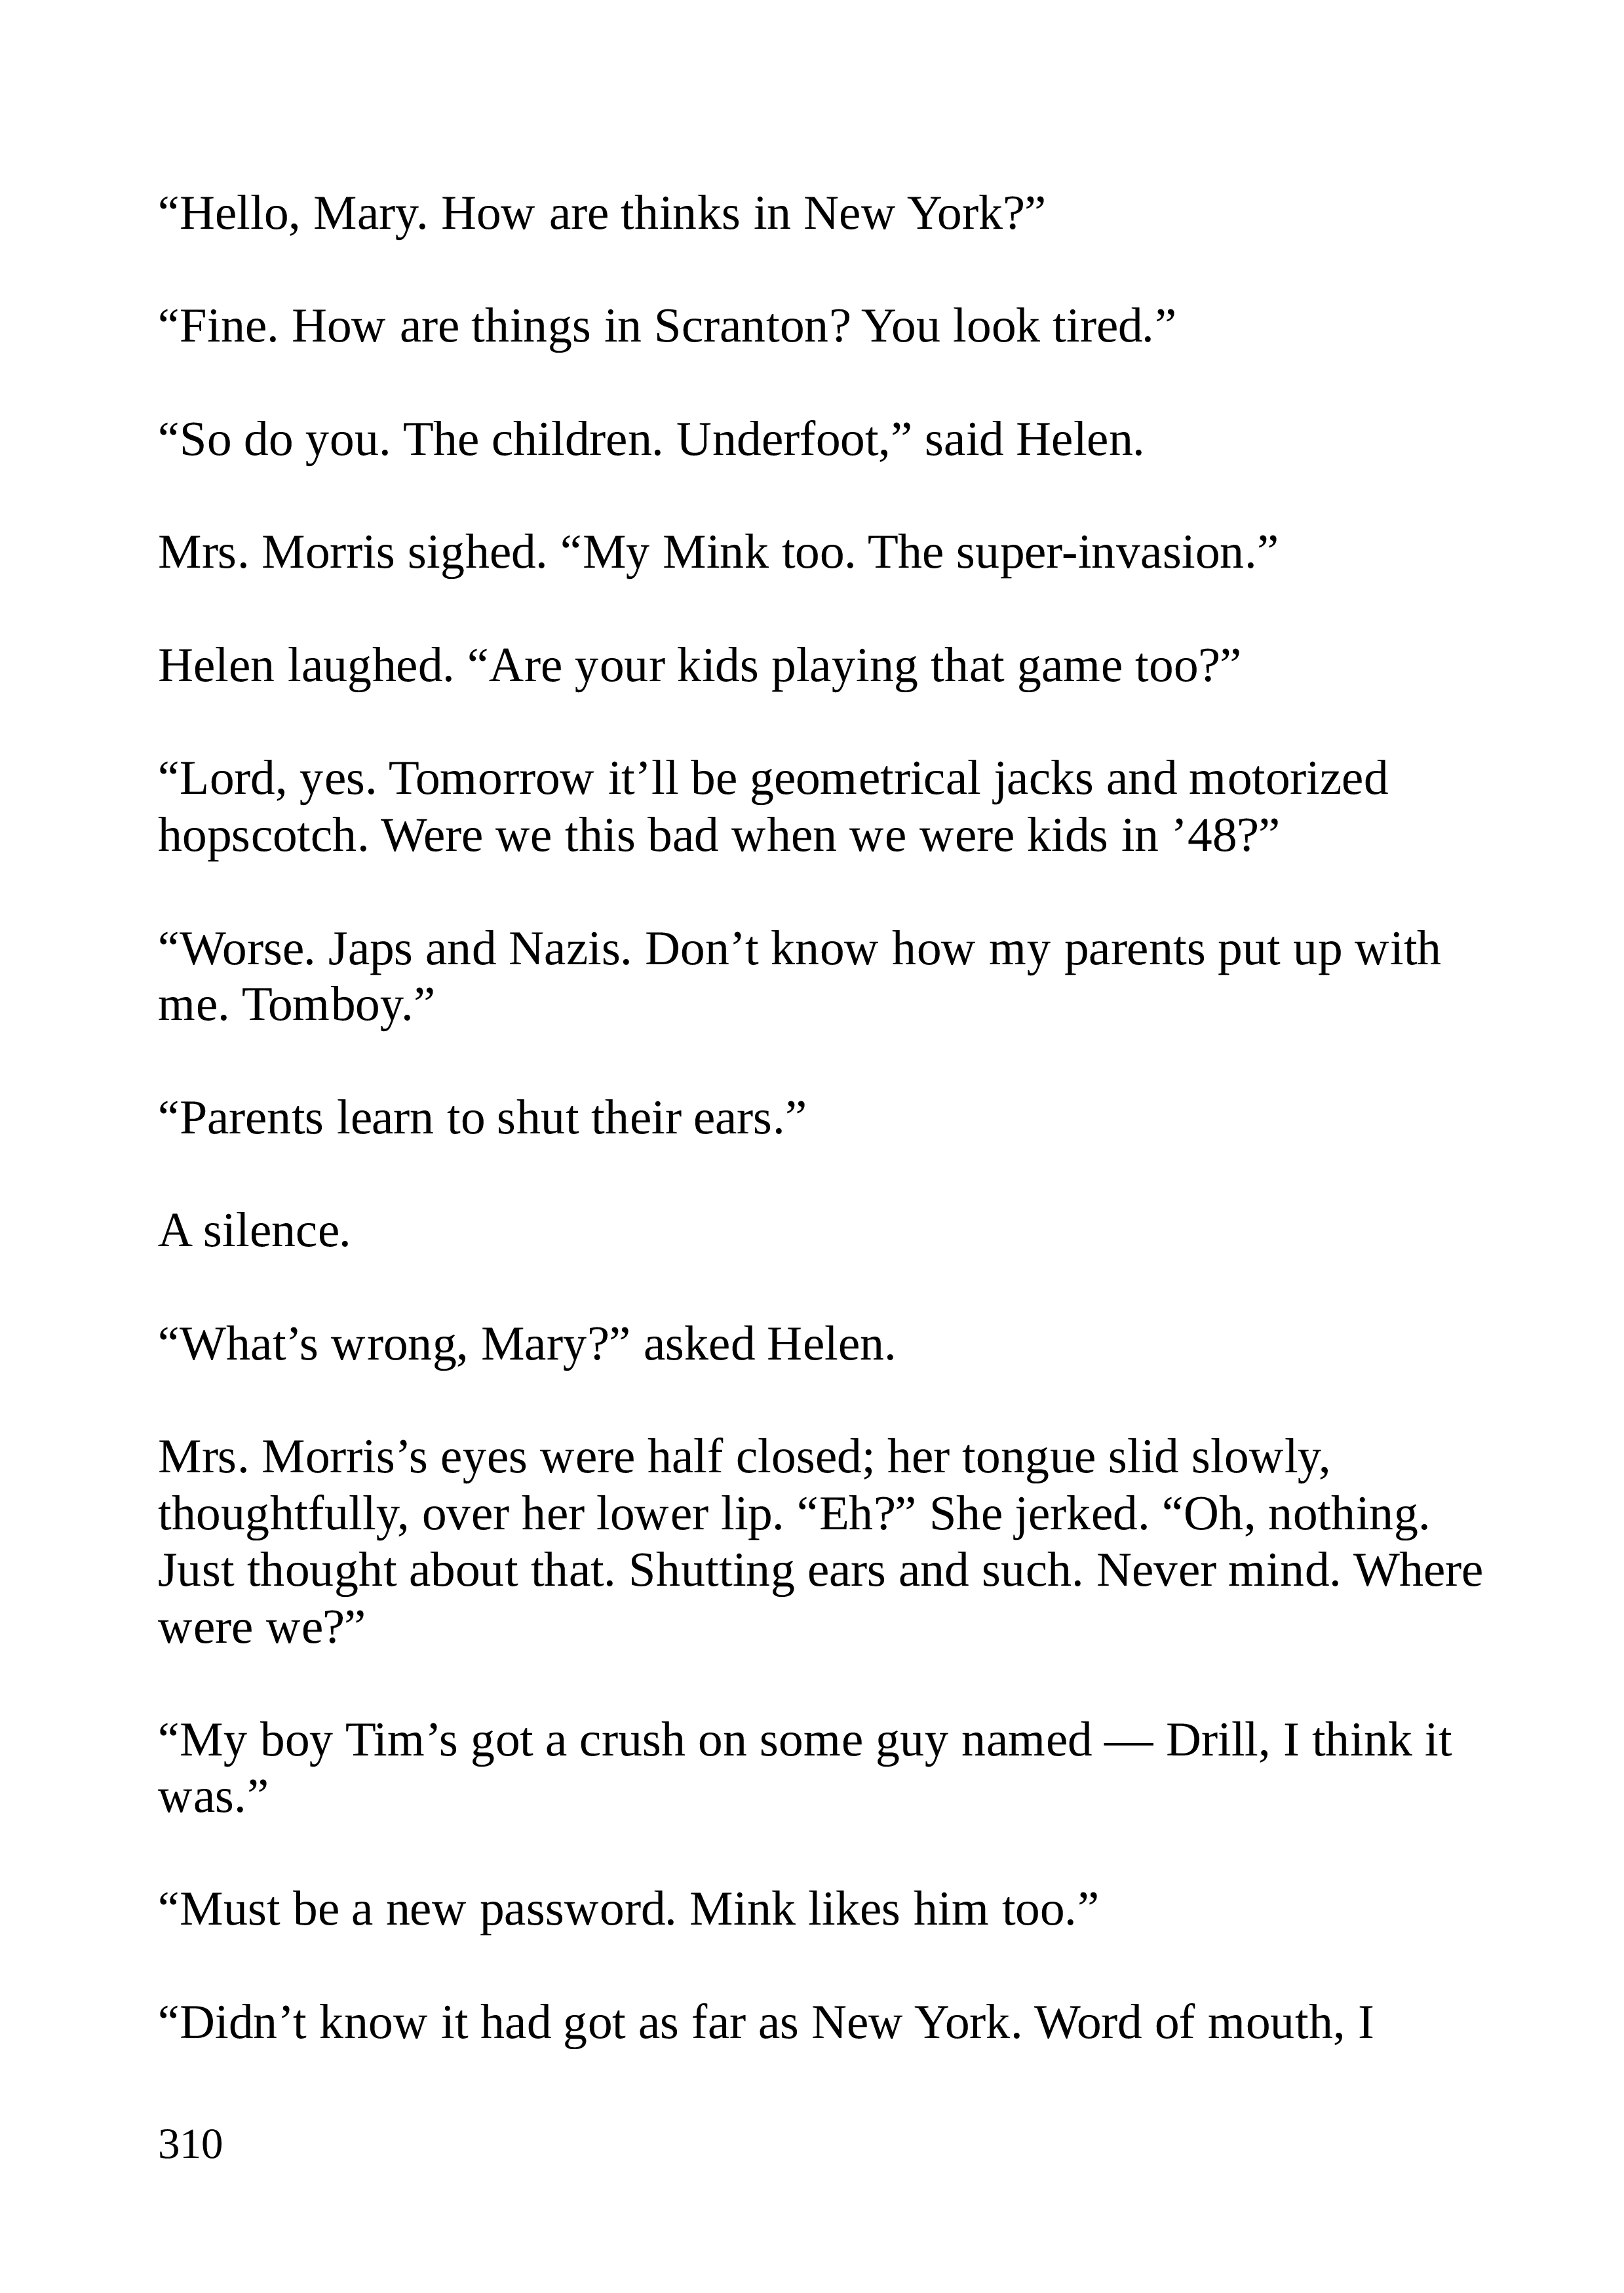 “Hello, Mary. How are thinks in New York?”
“Fine. How are things in Scranton? You look tired.”
“So do you. The children. Underfoot,” said Helen.
Mrs. Morris sighed. “My Mink too. The super-invasion.”
Helen laughed. “Are your kids playing that game too?”
“Lord, yes. Tomorrow it’ll be geometrical jacks and motorized
hopscotch. Were we this bad when we were kids in ’48?”
“Worse. Japs and Nazis. Don’t know how my parents put up with
me. Tomboy.”
“Parents learn to shut their ears.”
A silence.
“What’s wrong, Mary?” asked Helen.
Mrs. Morris’s eyes were half closed; her tongue slid slowly,
thoughtfully, over her lower lip. “Eh?” She jerked. “Oh, nothing.
Just thought about that. Shutting ears and such. Never mind. Where
were we?”
“My boy Tim’s got a crush on some guy named — Drill, I think it
was.”
“Must be a new password. Mink likes him too.”
“Didn’t know it had got as far as New York. Word of mouth, I
310